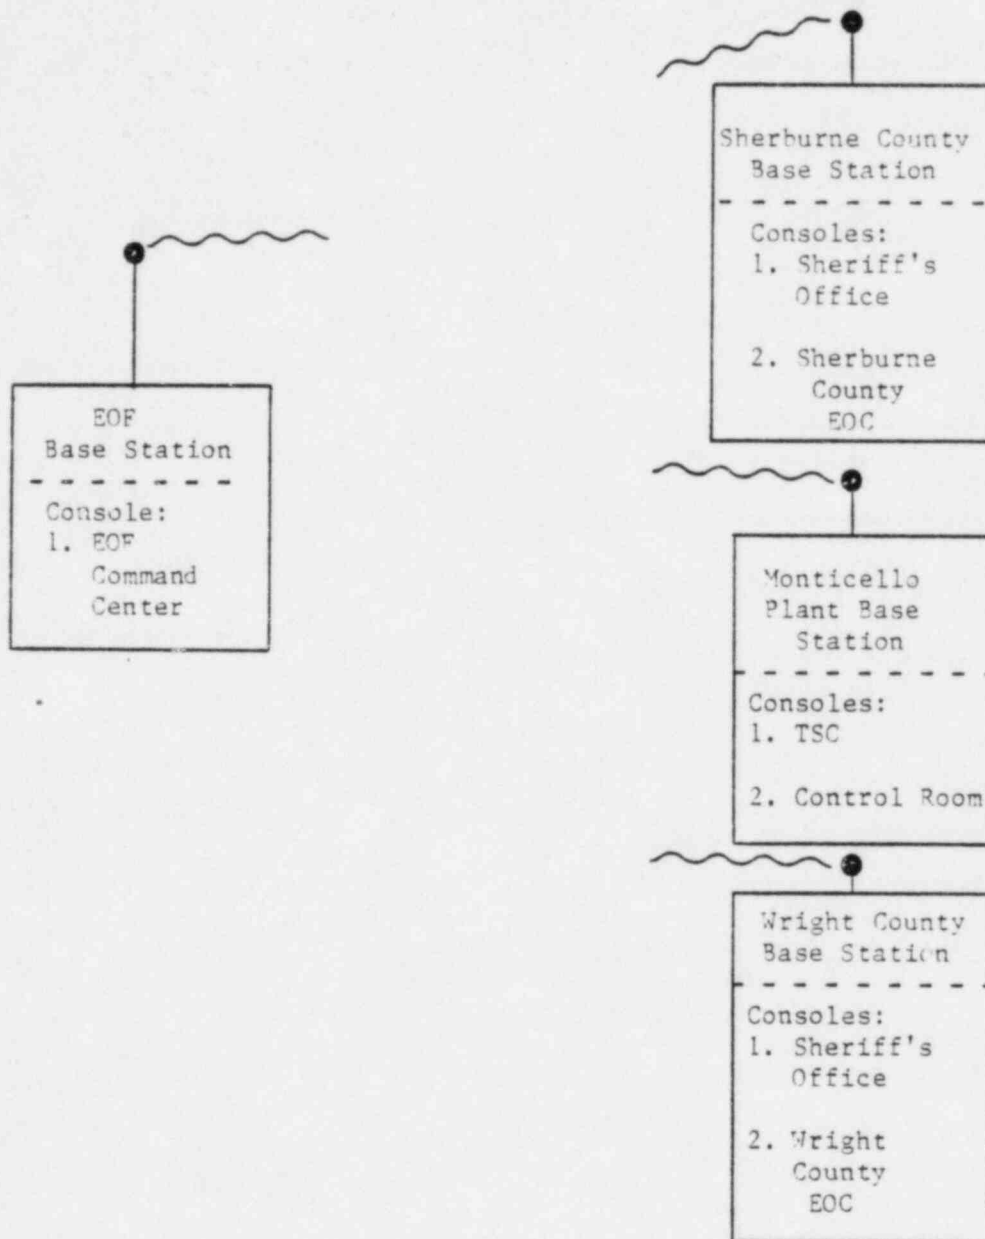 Sherburne County
Base Station
Consoles:
1. Sheriff's
Office
2. Sherburne
County
EOC
EOF
Base Station
Console:
1. EOF
Command
Center
Monticello
Plant Base
Station
Consoles:
1. TSC
2. Control Room
Wright County
Base Station
Consoles:
1. Sheriff's
Office
2. Wright
County
EOC